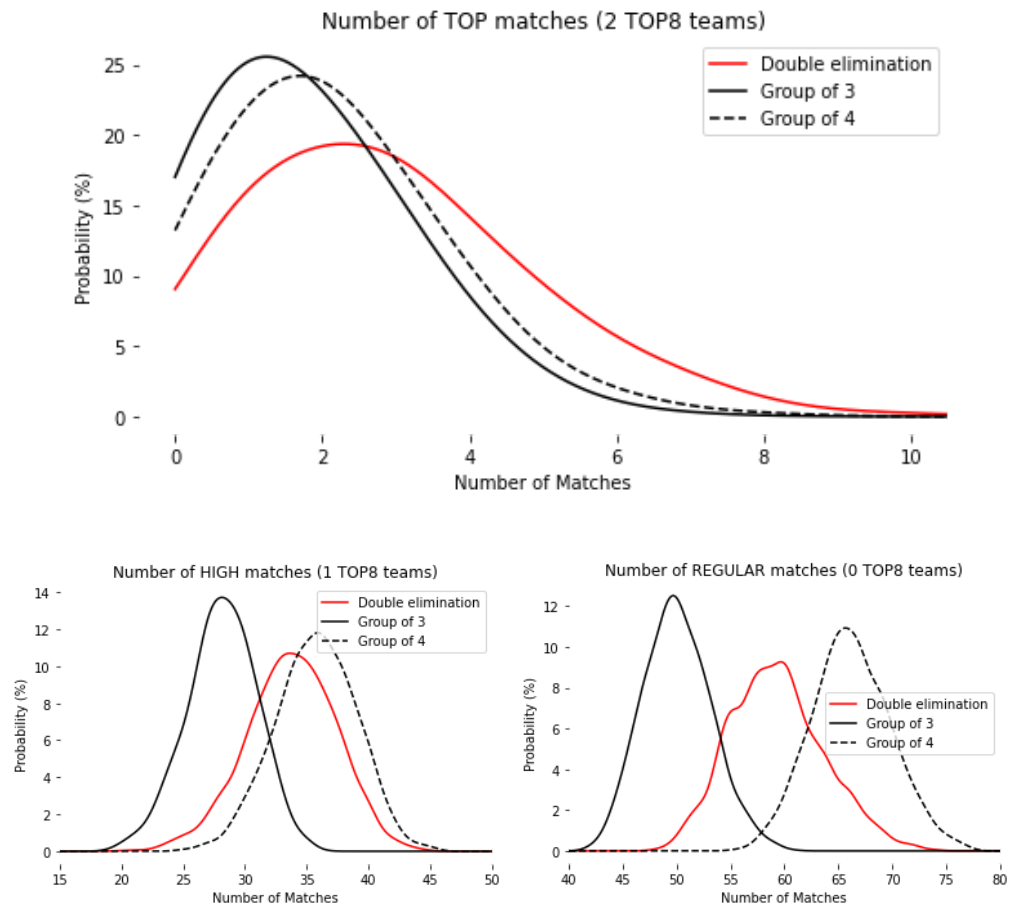 Number of TOP matches (2 TOP8 teams)
Double elimination
Group of 3
Group of 4
25
20
15
10
5
0
Probability (%)
0 2 4 6 8 10
Number of Matches
Number of HIGH matches (1 TOP8 teams)
Double elimination
Group of 3
Group of 4
14
12
10
8
6
4
2
0
Probability (%)
15 20 25 30 35 40 45 50
Number of Matches
Number of REGULAR matches (0 TOP8 teams)
12
10
8
6
4
2
0
Double elimination
Group of 3
Group of 4
Probability (%)
40 45 50 55 60 65 70 75 80
Number of Matches